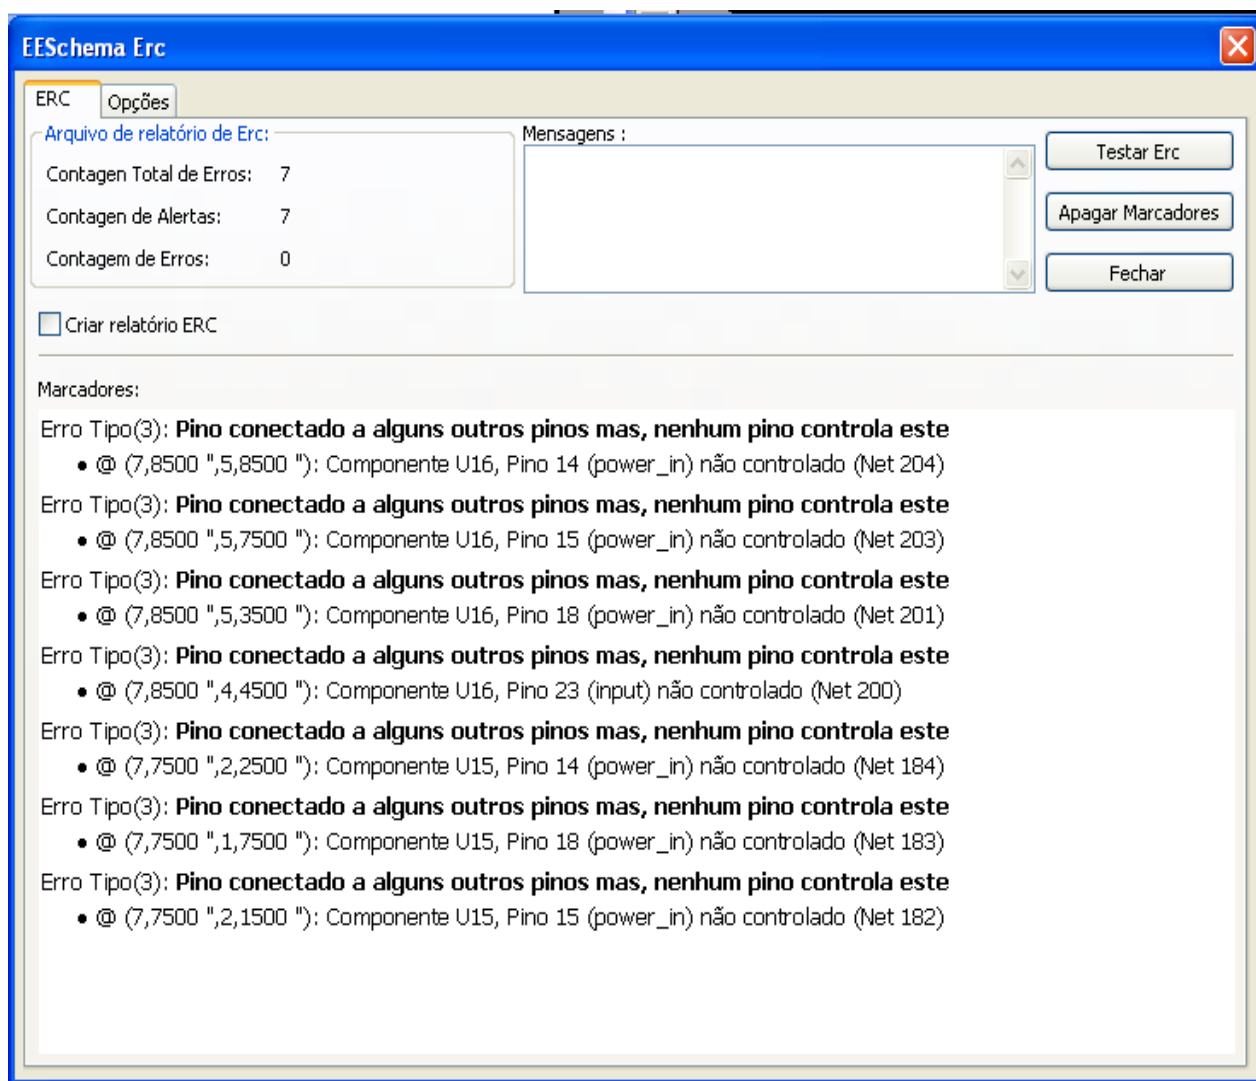 EESchema Erc
ERC
Opções
Arquivo de relatório de Erc:
Contagen Total de Erros: 7
Contagen de Alertas: 7
Contagem de Erros: 0
Mensagens :
Testar Erc
Apagar Marcadores
Fechar
Criar relatório ERC
Marcadores:
Erro Tipo(3): Pino conectado a alguns outros pinos mas, nenhum pino controla este
• @ (7,8500 ",5,8500 "): Componente U16, Pino 14 (power_in) não controlado (Net 204)
Erro Tipo(3): Pino conectado a alguns outros pinos mas, nenhum pino controla este
• @ (7,8500 ",5,7500 "): Componente U16, Pino 15 (power_in) não controlado (Net 203)
Erro Tipo(3): Pino conectado a alguns outros pinos mas, nenhum pino controla este
• @ (7,8500 ",5,3500 "): Componente U16, Pino 18 (power_in) não controlado (Net 201)
Erro Tipo(3): Pino conectado a alguns outros pinos mas, nenhum pino controla este
• @ (7,8500 ",4,4500 "): Componente U16, Pino 23 (input) não controlado (Net 200)
Erro Tipo(3): Pino conectado a alguns outros pinos mas, nenhum pino controla este
• @ (7,7500 ",2,2500 "): Componente U15, Pino 14 (power_in) não controlado (Net 184)
Erro Tipo(3): Pino conectado a alguns outros pinos mas, nenhum pino controla este
• @ (7,7500 ",1,7500 "): Componente U15, Pino 18 (power_in) não controlado (Net 183)
Erro Tipo(3): Pino conectado a alguns outros pinos mas, nenhum pino controla este
• @ (7,7500 ",2,1500 "): Componente U15, Pino 15 (power_in) não controlado (Net 182)